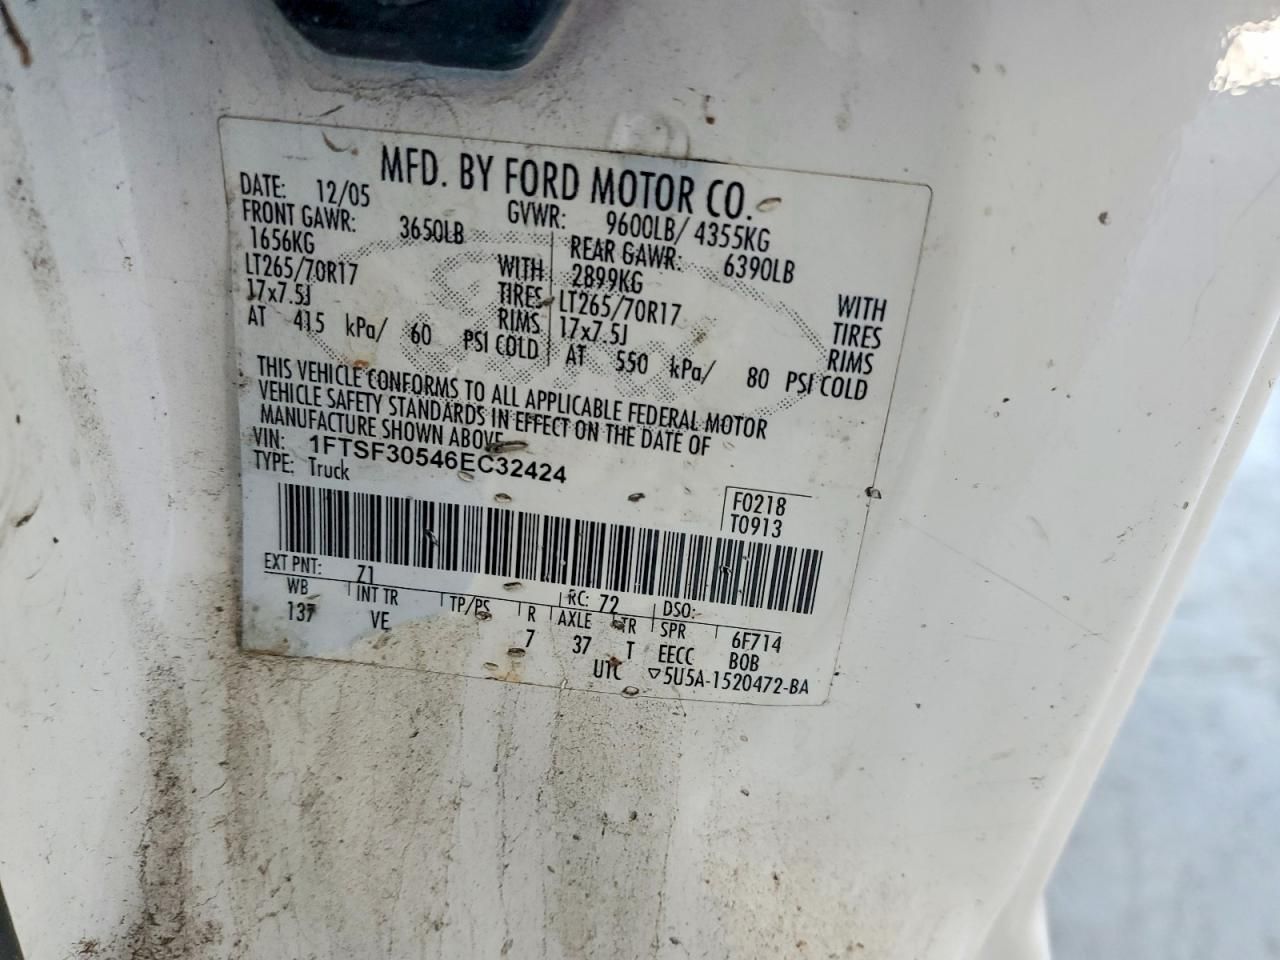 MFD. BY FORD MOTOR CO.
DATE: 12/05 GVWR: 9600LB/ 4355KG
FRONT GAWR: 3650LB REAR GAWR: 6390LB
1656KG WITH 2899KG WITH
LT265/70R17 TIRES LT265/70R17 TIRES
17x7.5J RIMS 17x7.5J RIMS
AT 415 kPa/ 60 PSI COLD AT 550 kPa/ 80 PSI COLD
THIS VEHICLE CONFORMS TO ALL APPLICABLE FEDERAL MOTOR
VEHICLE SAFETY STANDARDS IN EFFECT ON THE DATE OF
MANUFACTURE SHOWN ABOVE
VIN: 1FTSF30546EC32424
TYPE: Truck
F0218
T0913
EXT PNT: Z1 RC: 72 DSO:
WB INT TR TP/PS R AXLE TR SPR 6F714
137 VE 7 37 T EECC BOB
UTC ▽5U5A-1520472-BA